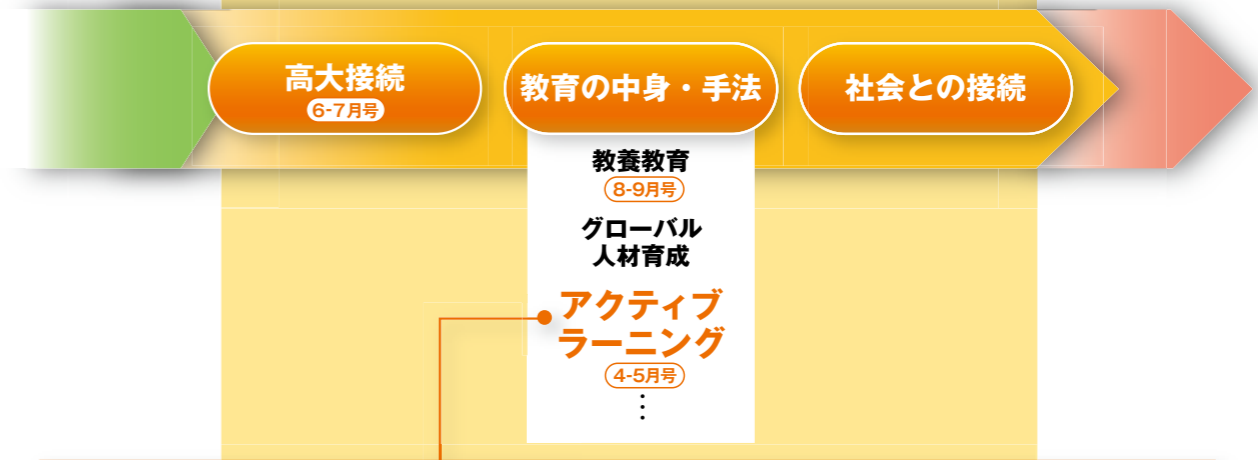 高大接続
6-7月号
教育の中身・手法
社会との接続
教養教育
8-9月号
グローバル
人材育成
アクティブ
ラーニング
4-5月号
⋮